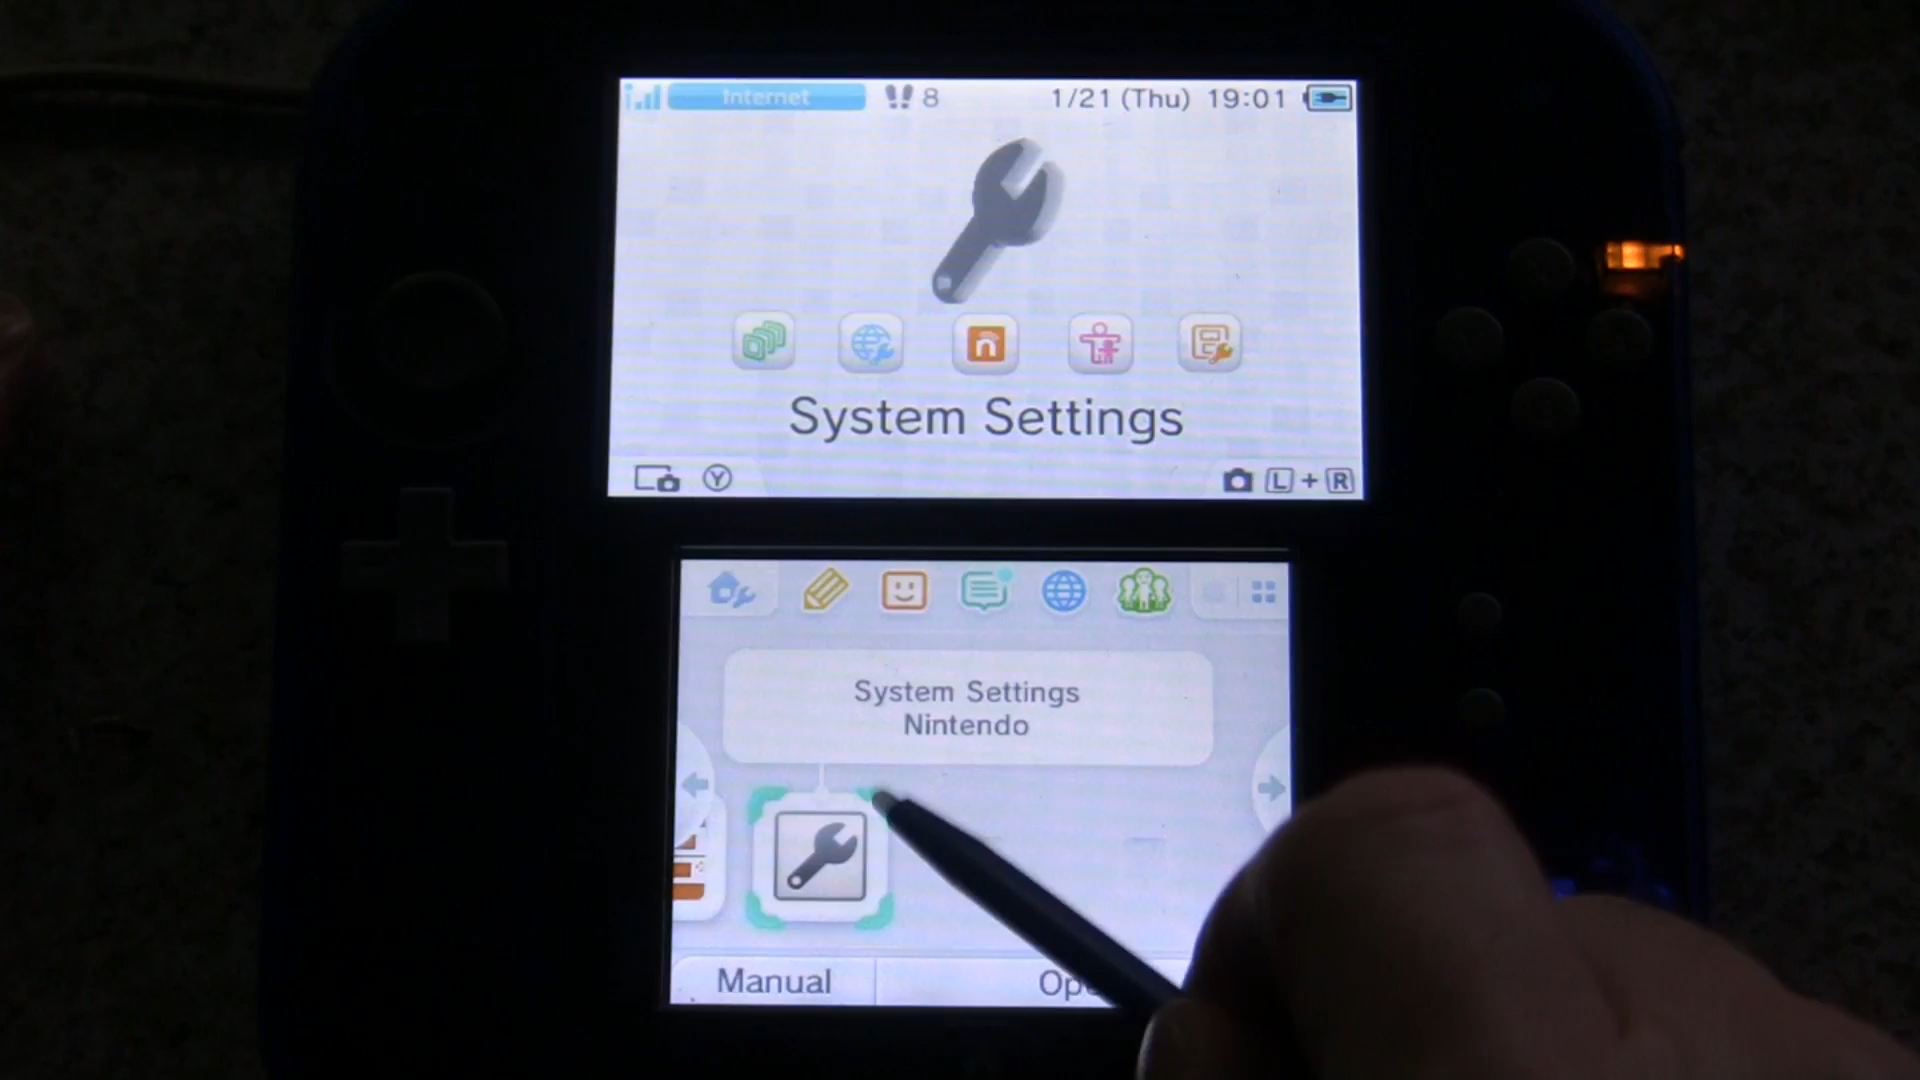 Internet 8 1/21 (Thu) 19:01
n
System Settings
Y L + R
System Settings
Nintendo
Manual